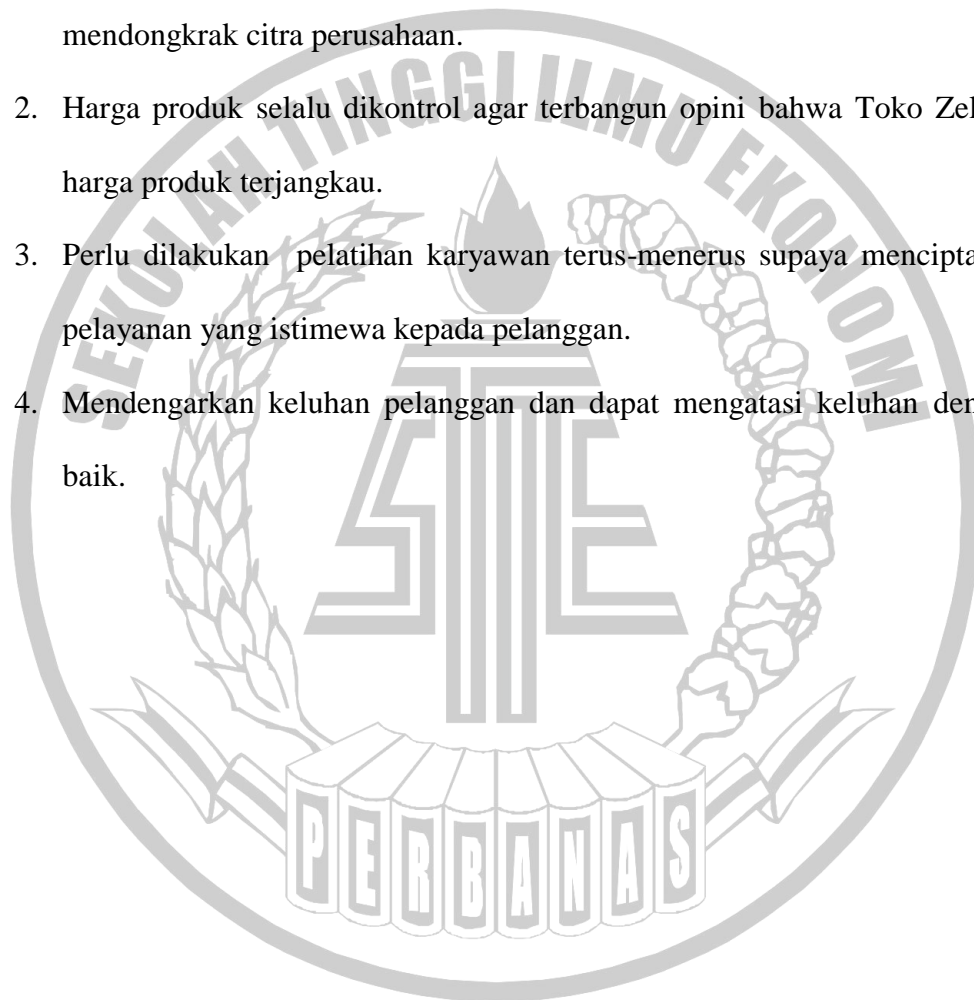 mendongkrak citra perusahaan.
2. Harga produk selalu dikontrol agar terbangun opini bahwa Toko Zel
harga produk terjangkau.
3. Perlu dilakukan pelatihan karyawan terus-menerus supaya mencipta
pelayanan yang istimewa kepada pelanggan.
4. Mendengarkan keluhan pelanggan dan dapat mengatasi keluhan den
baik.
SEKOLAH TINGGI ILMU EKONOMI
STIE
PERBANAS